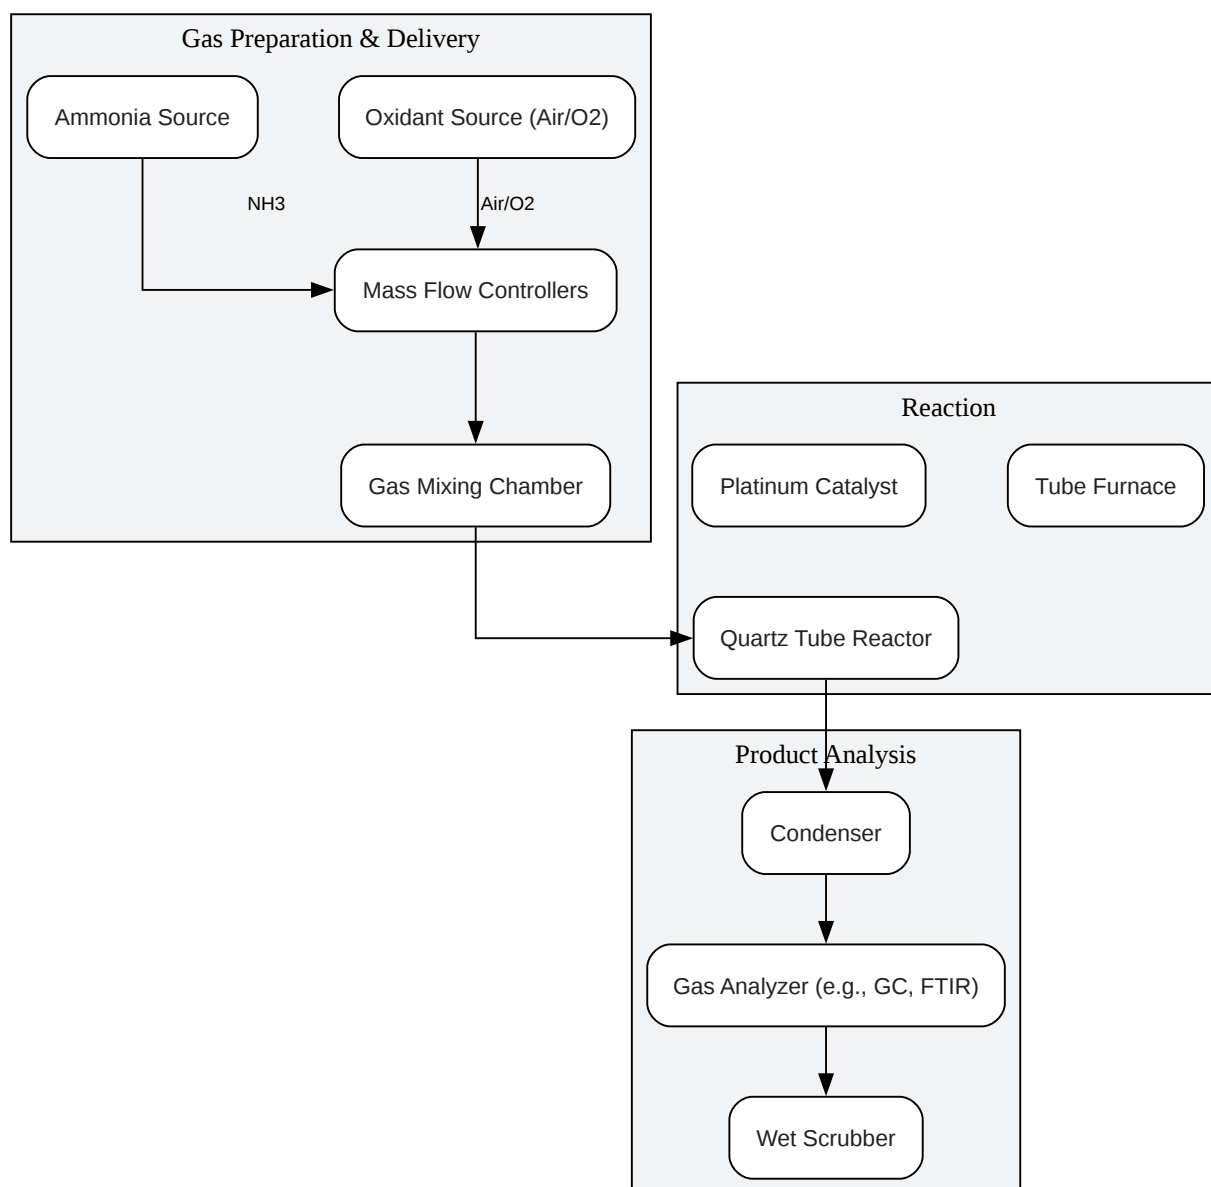 Gas Preparation & Delivery
Ammonia Source
Oxidant Source (Air/O2)
NH3
Air/O2
Mass Flow Controllers
Gas Mixing Chamber
Reaction
Platinum Catalyst
Tube Furnace
Quartz Tube Reactor
Product Analysis
Condenser
Gas Analyzer (e.g., GC, FTIR)
Wet Scrubber